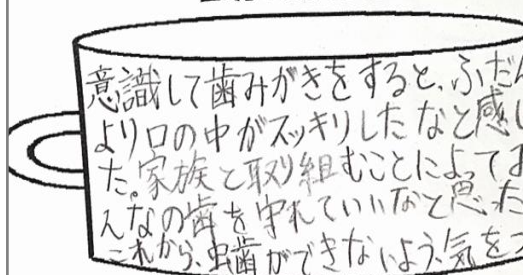 意識して歯みがきをすると、ふだん
より口の中がスッキリしたなと感じ
た。家族と取り組むことによってみ
んなの歯を守れていいなと思った
これから、虫歯ができないよう、気をつ